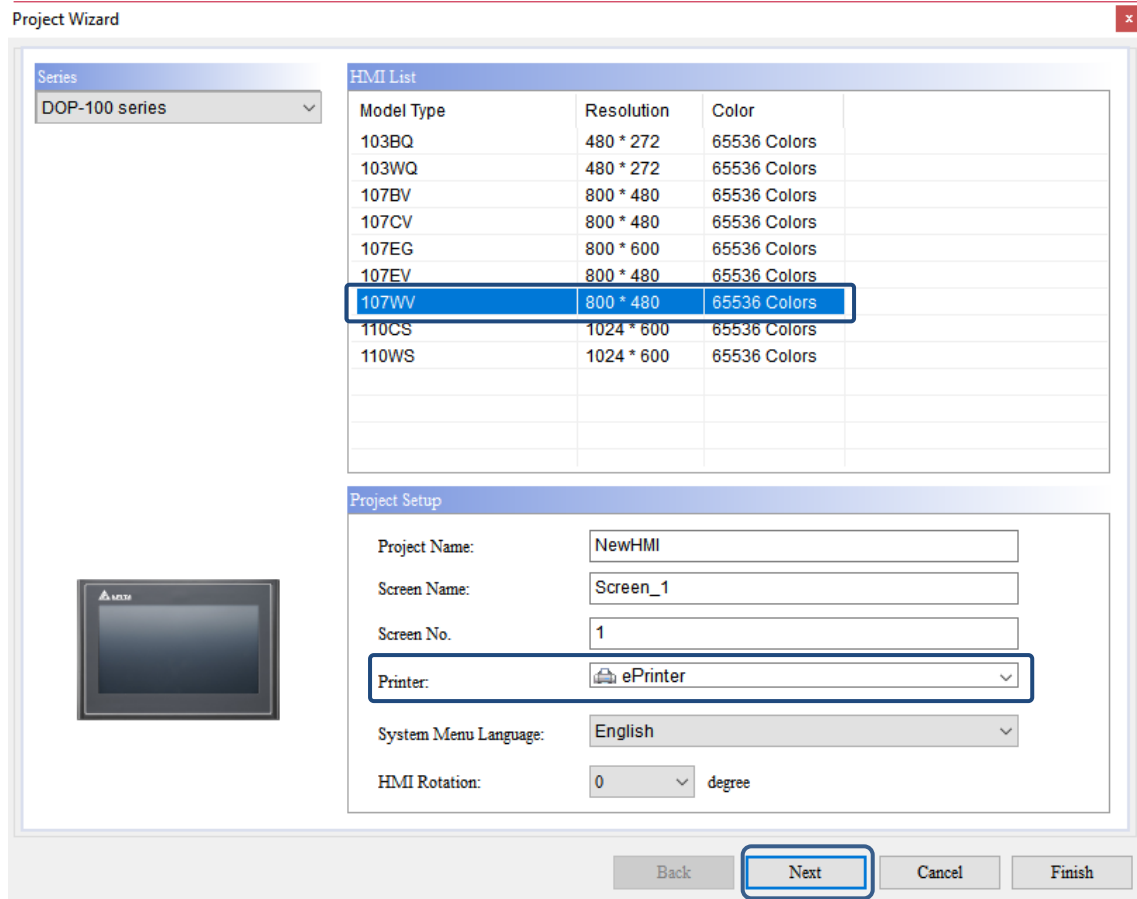 Project Wizard
x
Series
DOP-100 series
HMI List
Model Type Resolution Color
103BQ 480 * 272 65536 Colors
103WQ 480 * 272 65536 Colors
107BV 800 * 480 65536 Colors
107CV 800 * 480 65536 Colors
107EG 800 * 600 65536 Colors
107EV 800 * 480 65536 Colors
107WV 800 * 480 65536 Colors
110CS 1024 * 600 65536 Colors
110WS 1024 * 600 65536 Colors
Project Setup
Project Name: NewHMI
Screen Name: Screen_1
Screen No. 1
Printer: ePrinter
System Menu Language: English
HMI Rotation: 0 degree
DELTA
Back Next Cancel Finish